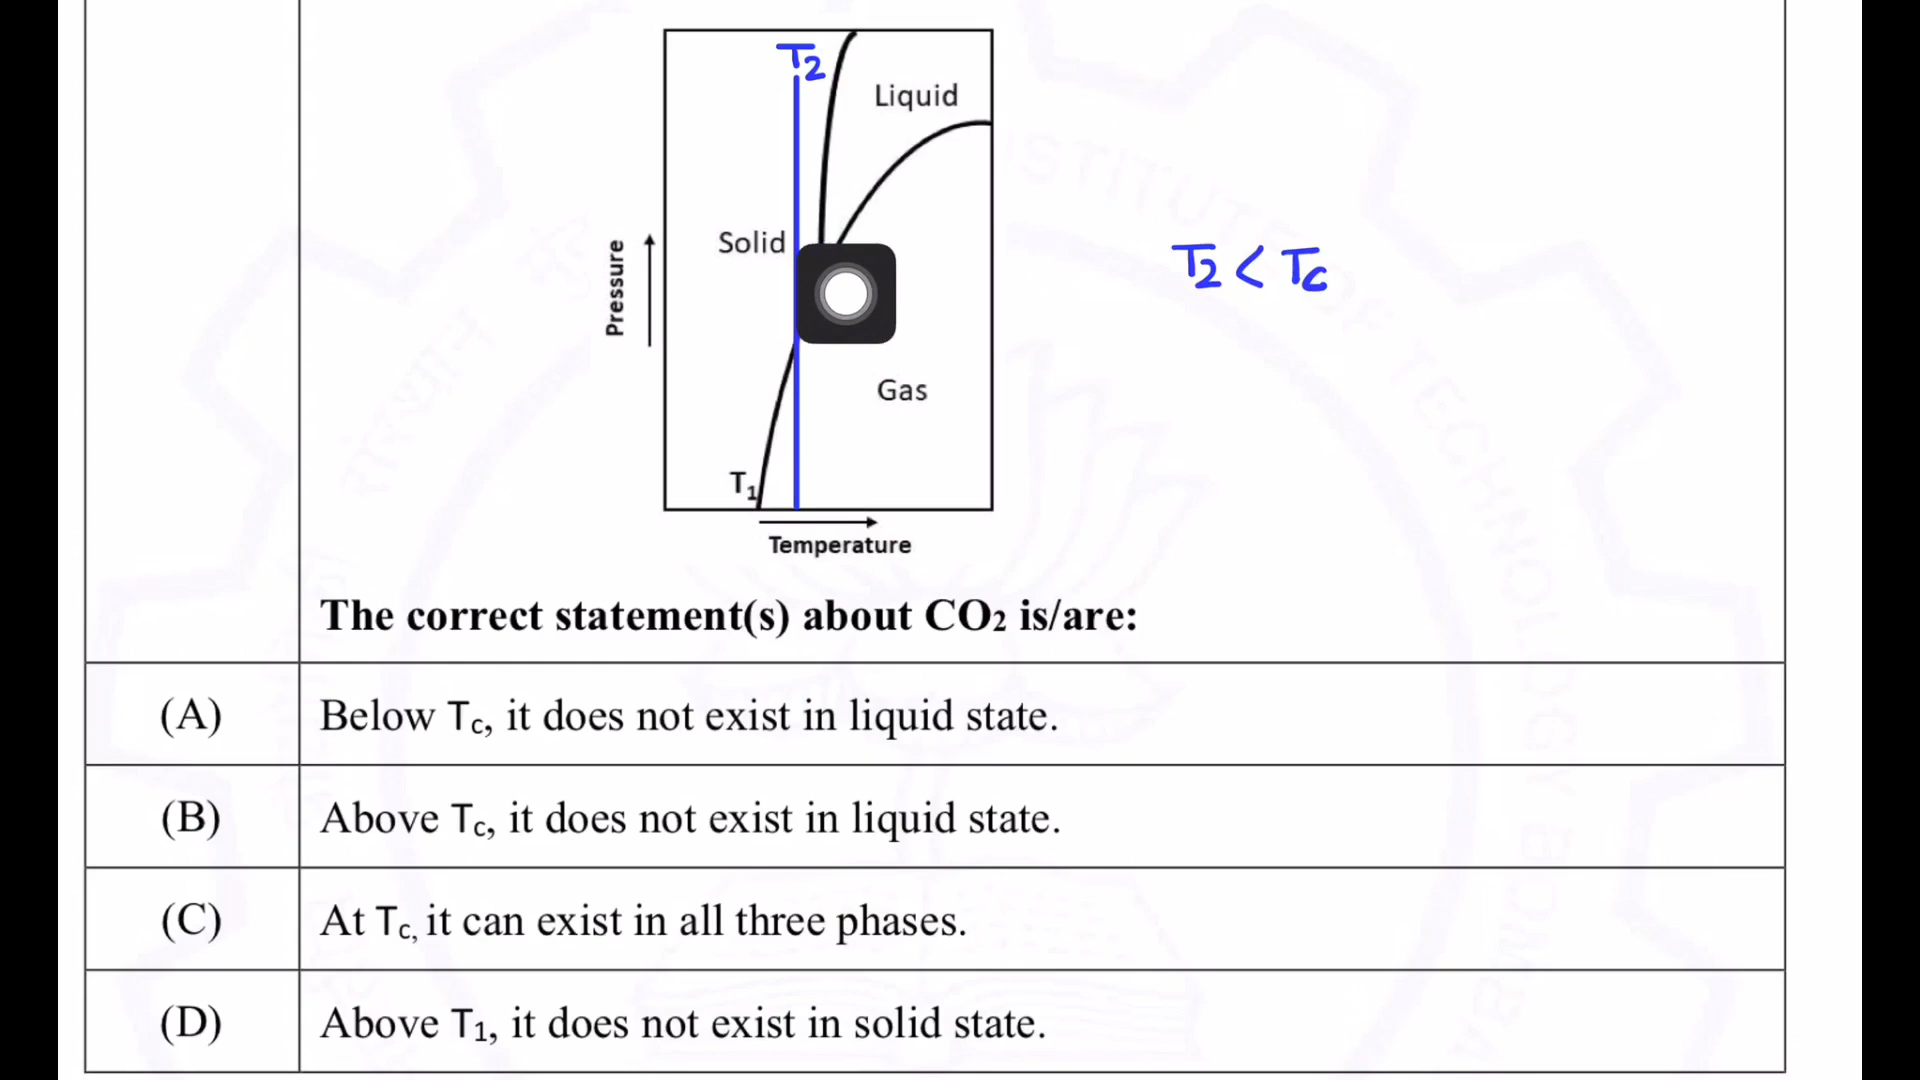 T2
Liquid
Solid
Pressure
T2 < Tc
Gas
T1
Temperature
The correct statement(s) about CO2 is/are:
(A) Below Tc, it does not exist in liquid state.
(B) Above Tc, it does not exist in liquid state.
(C) At Tc, it can exist in all three phases.
(D) Above T1, it does not exist in solid state.